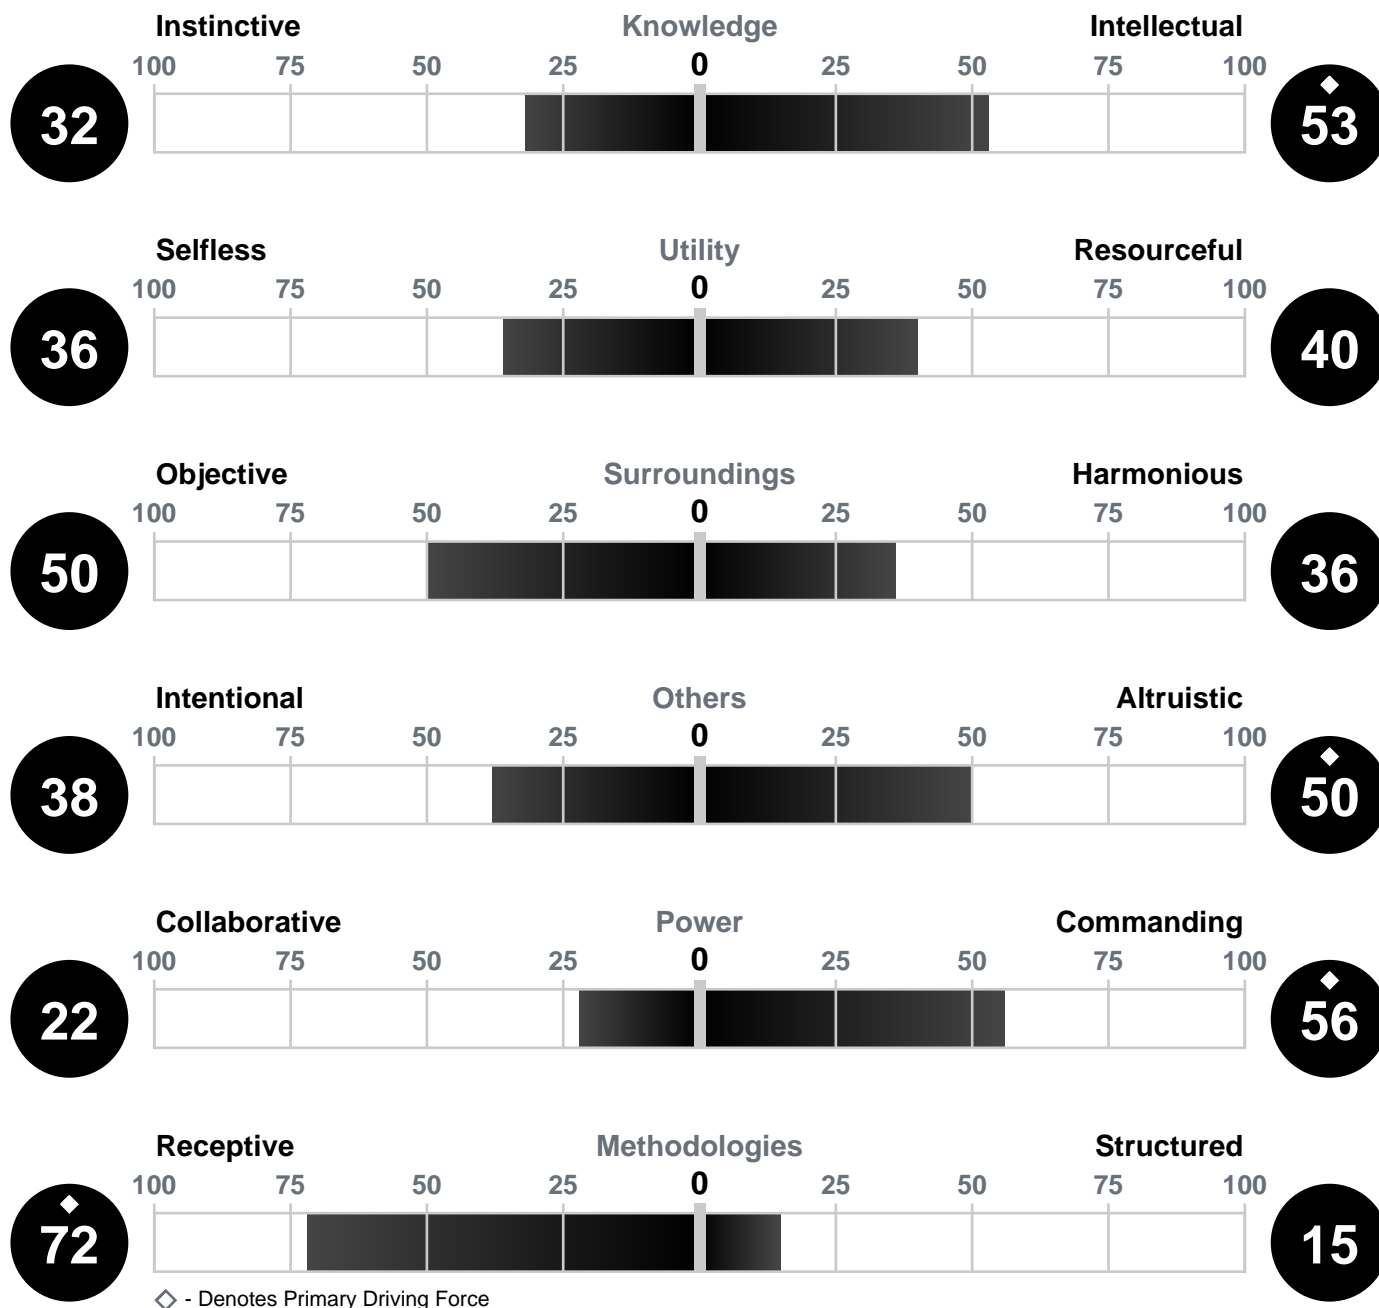 Instinctive Knowledge Intellectual
100 75 50 25 0 25 50 75 100
32 53
Selfless Utility Resourceful
100 75 50 25 0 25 50 75 100
36 40
Objective Surroundings Harmonious
100 75 50 25 0 25 50 75 100
50 36
Intentional Others Altruistic
100 75 50 25 0 25 50 75 100
38 50
Collaborative Power Commanding
100 75 50 25 0 25 50 75 100
22 56
Receptive Methodologies Structured
100 75 50 25 0 25 50 75 100
72 15
- Denotes Primary Driving Force